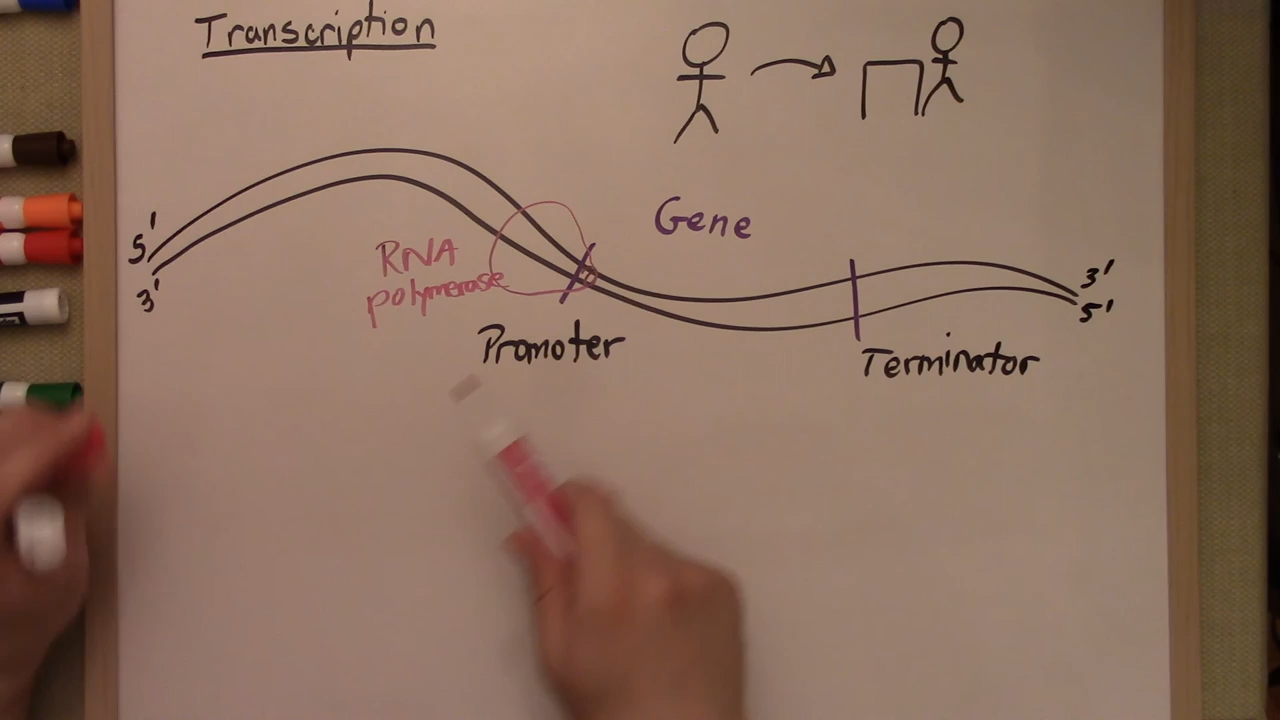 Transcription
5'
3'
RNA
polymerase
Gene
Promoter
Terminator
3'
5'